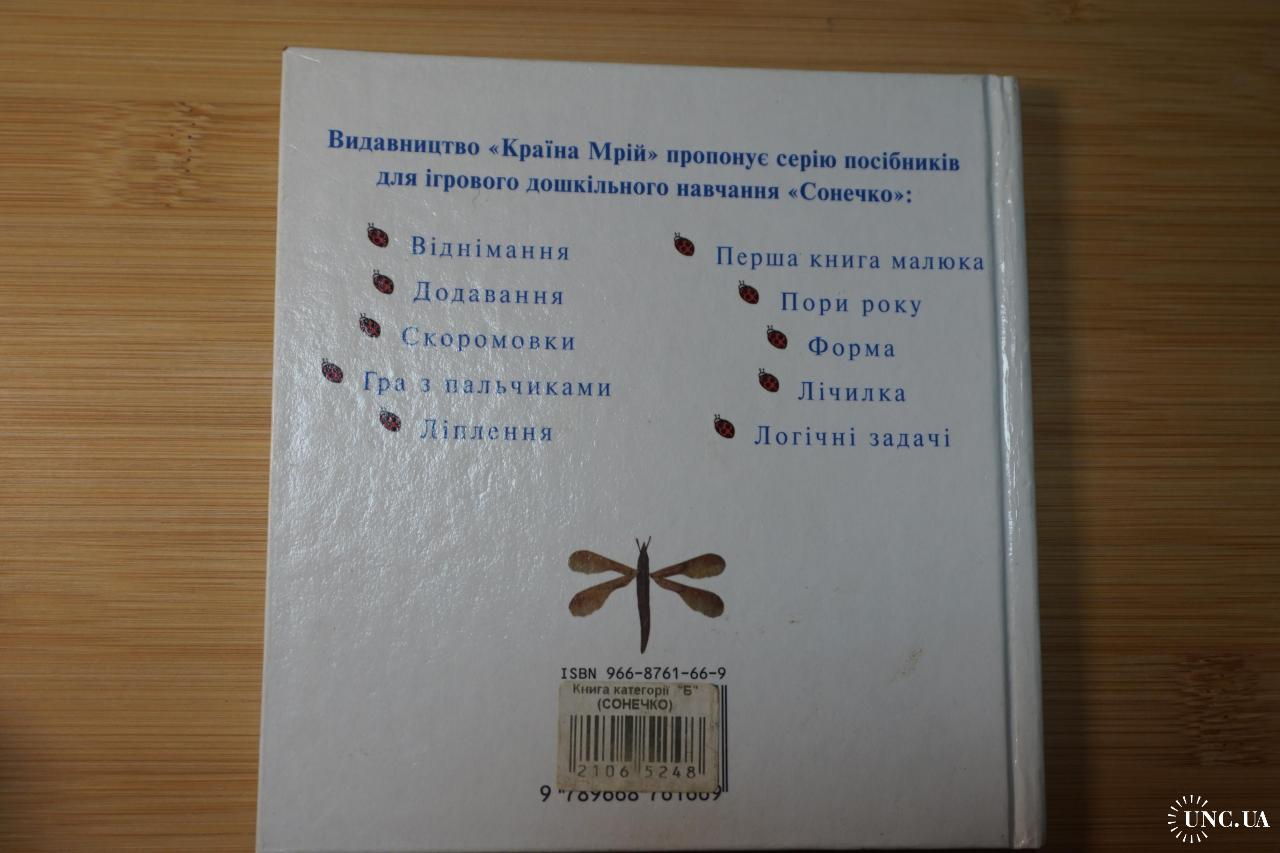 Видавництво «Країна Мрій» пропонує серію посібників
для ігрового дошкільного навчання «Сонечко»:
Віднімання
Додавання
Скоромовки
Гра з пальчиками
Ліплення
Перша книга малюка
Пори року
Форма
Лічилка
Логічні задачі
ISBN 966-8761-66-9
Книга категорії "Б"
(СОНЕЧКО)
2106 5248
9 789668 761669
UNC.UA